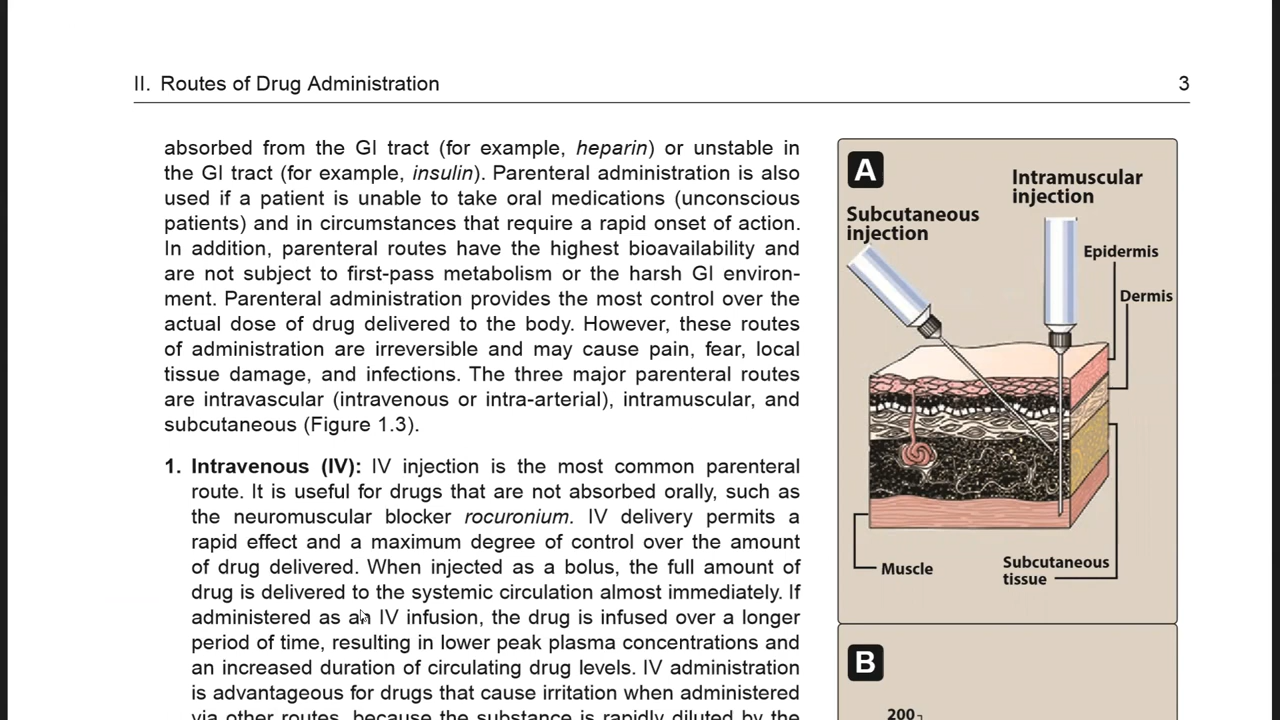 II. Routes of Drug Administration
3
absorbed from the GI tract (for example, heparin) or unstable in
the GI tract (for example, insulin). Parenteral administration is also
used if a patient is unable to take oral medications (unconscious
patients) and in circumstances that require a rapid onset of action.
In addition, parenteral routes have the highest bioavailability and
are not subject to first-pass metabolism or the harsh GI environ-
ment. Parenteral administration provides the most control over the
actual dose of drug delivered to the body. However, these routes
of administration are irreversible and may cause pain, fear, local
tissue damage, and infections. The three major parenteral routes
are intravascular (intravenous or intra-arterial), intramuscular, and
subcutaneous (Figure 1.3).
1. Intravenous (IV): IV injection is the most common parenteral
route. It is useful for drugs that are not absorbed orally, such as
the neuromuscular blocker rocuronium. IV delivery permits a
rapid effect and a maximum degree of control over the amount
of drug delivered. When injected as a bolus, the full amount of
drug is delivered to the systemic circulation almost immediately. If
administered as an IV infusion, the drug is infused over a longer
period of time, resulting in lower peak plasma concentrations and
an increased duration of circulating drug levels. IV administration
is advantageous for drugs that cause irritation when administered
via other routes, because the substance is rapidly diluted by the
A
Intramuscular
injection
Subcutaneous
injection
Epidermis
Dermis
Muscle
Subcutaneous
tissue
B
200